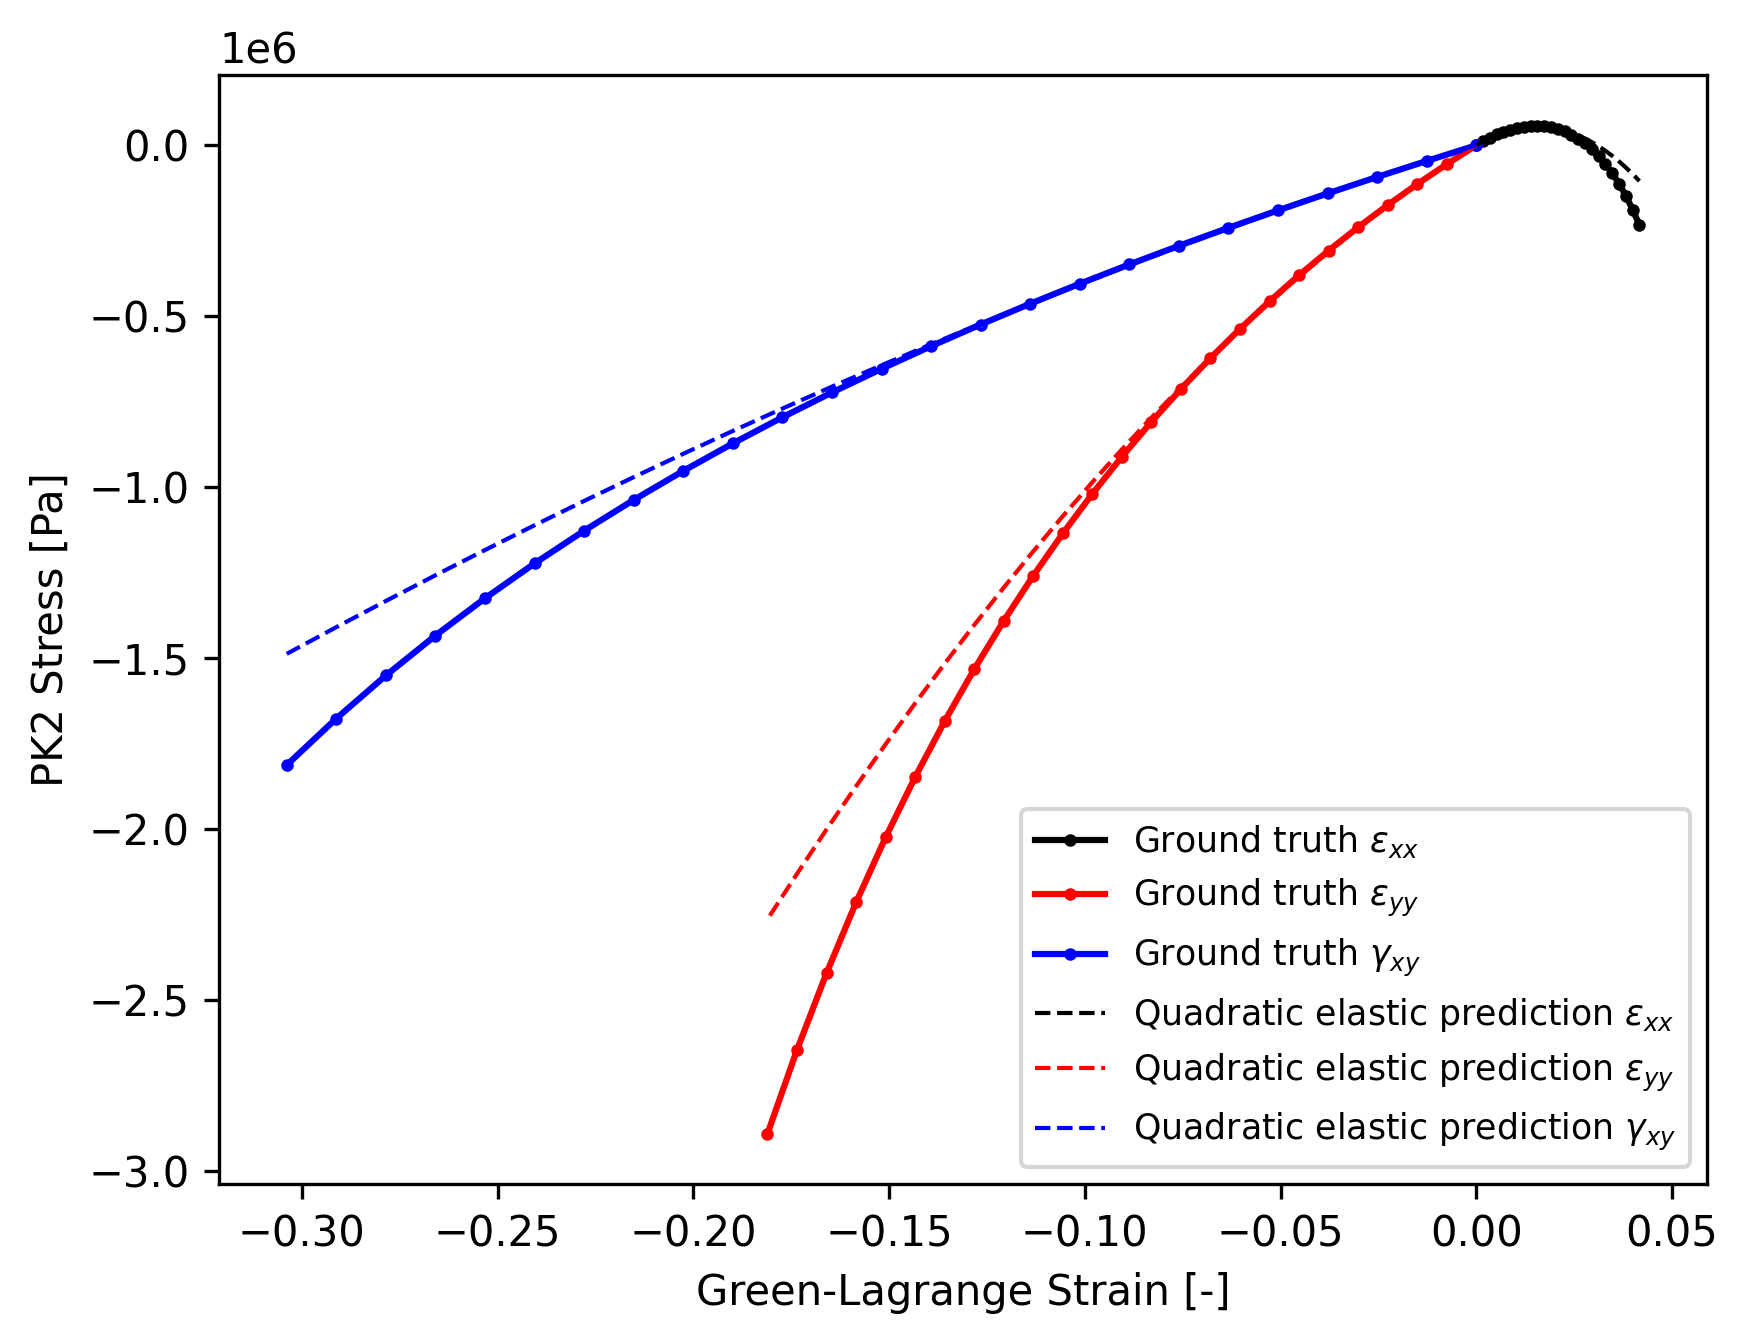 1e6
0.0
−0.5
−1.0
−1.5
−2.0
−2.5
−3.0
PK2 Stress [Pa]
Ground truth εxx
Ground truth εyy
Ground truth γxy
Quadratic elastic prediction εxx
Quadratic elastic prediction εyy
Quadratic elastic prediction γxy
−0.30 −0.25 −0.20 −0.15 −0.10 −0.05 0.00 0.05
Green-Lagrange Strain [-]